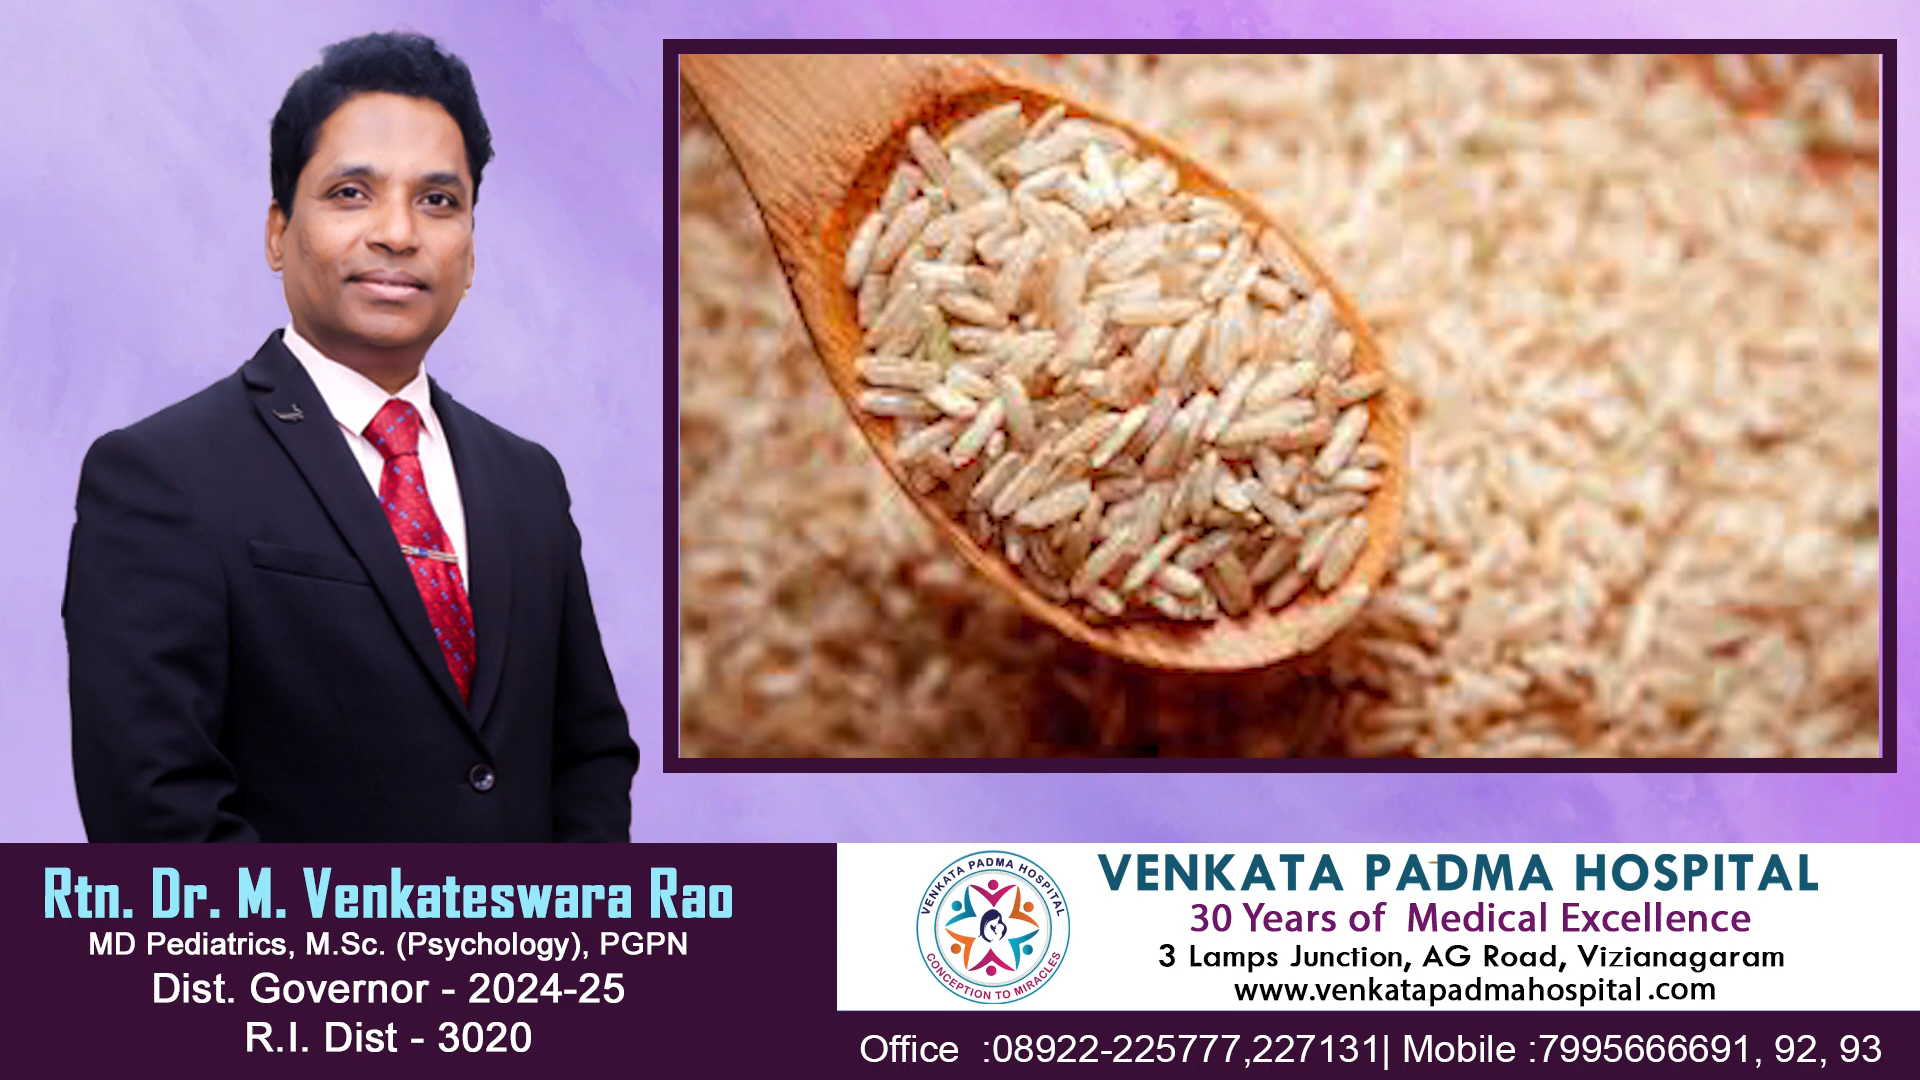 Rtn. Dr. M. Venkateswara Rao
MD Pediatrics, M.Sc. (Psychology), PGPN
Dist. Governor - 2024-25
R.I. Dist - 3020
VENKATA PADMA HOSPITAL
CONCEPTION TO MIRACLES
VENKATA PADMA HOSPITAL
30 Years of Medical Excellence
3 Lamps Junction, AG Road, Vizianagaram
www.venkatapadmahospital.com
Office :08922-225777,227131| Mobile :7995666691, 92, 93